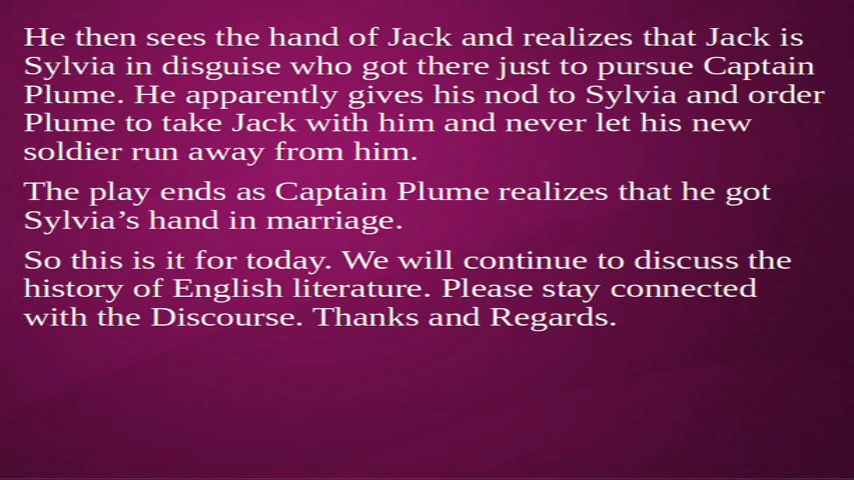 He then sees the hand of Jack and realizes that Jack is
Sylvia in disguise who got there just to pursue Captain
Plume. He apparently gives his nod to Sylvia and order
Plume to take Jack with him and never let his new
soldier run away from him.
The play ends as Captain Plume realizes that he got
Sylvia’s hand in marriage.
So this is it for today. We will continue to discuss the
history of English literature. Please stay connected
with the Discourse. Thanks and Regards.